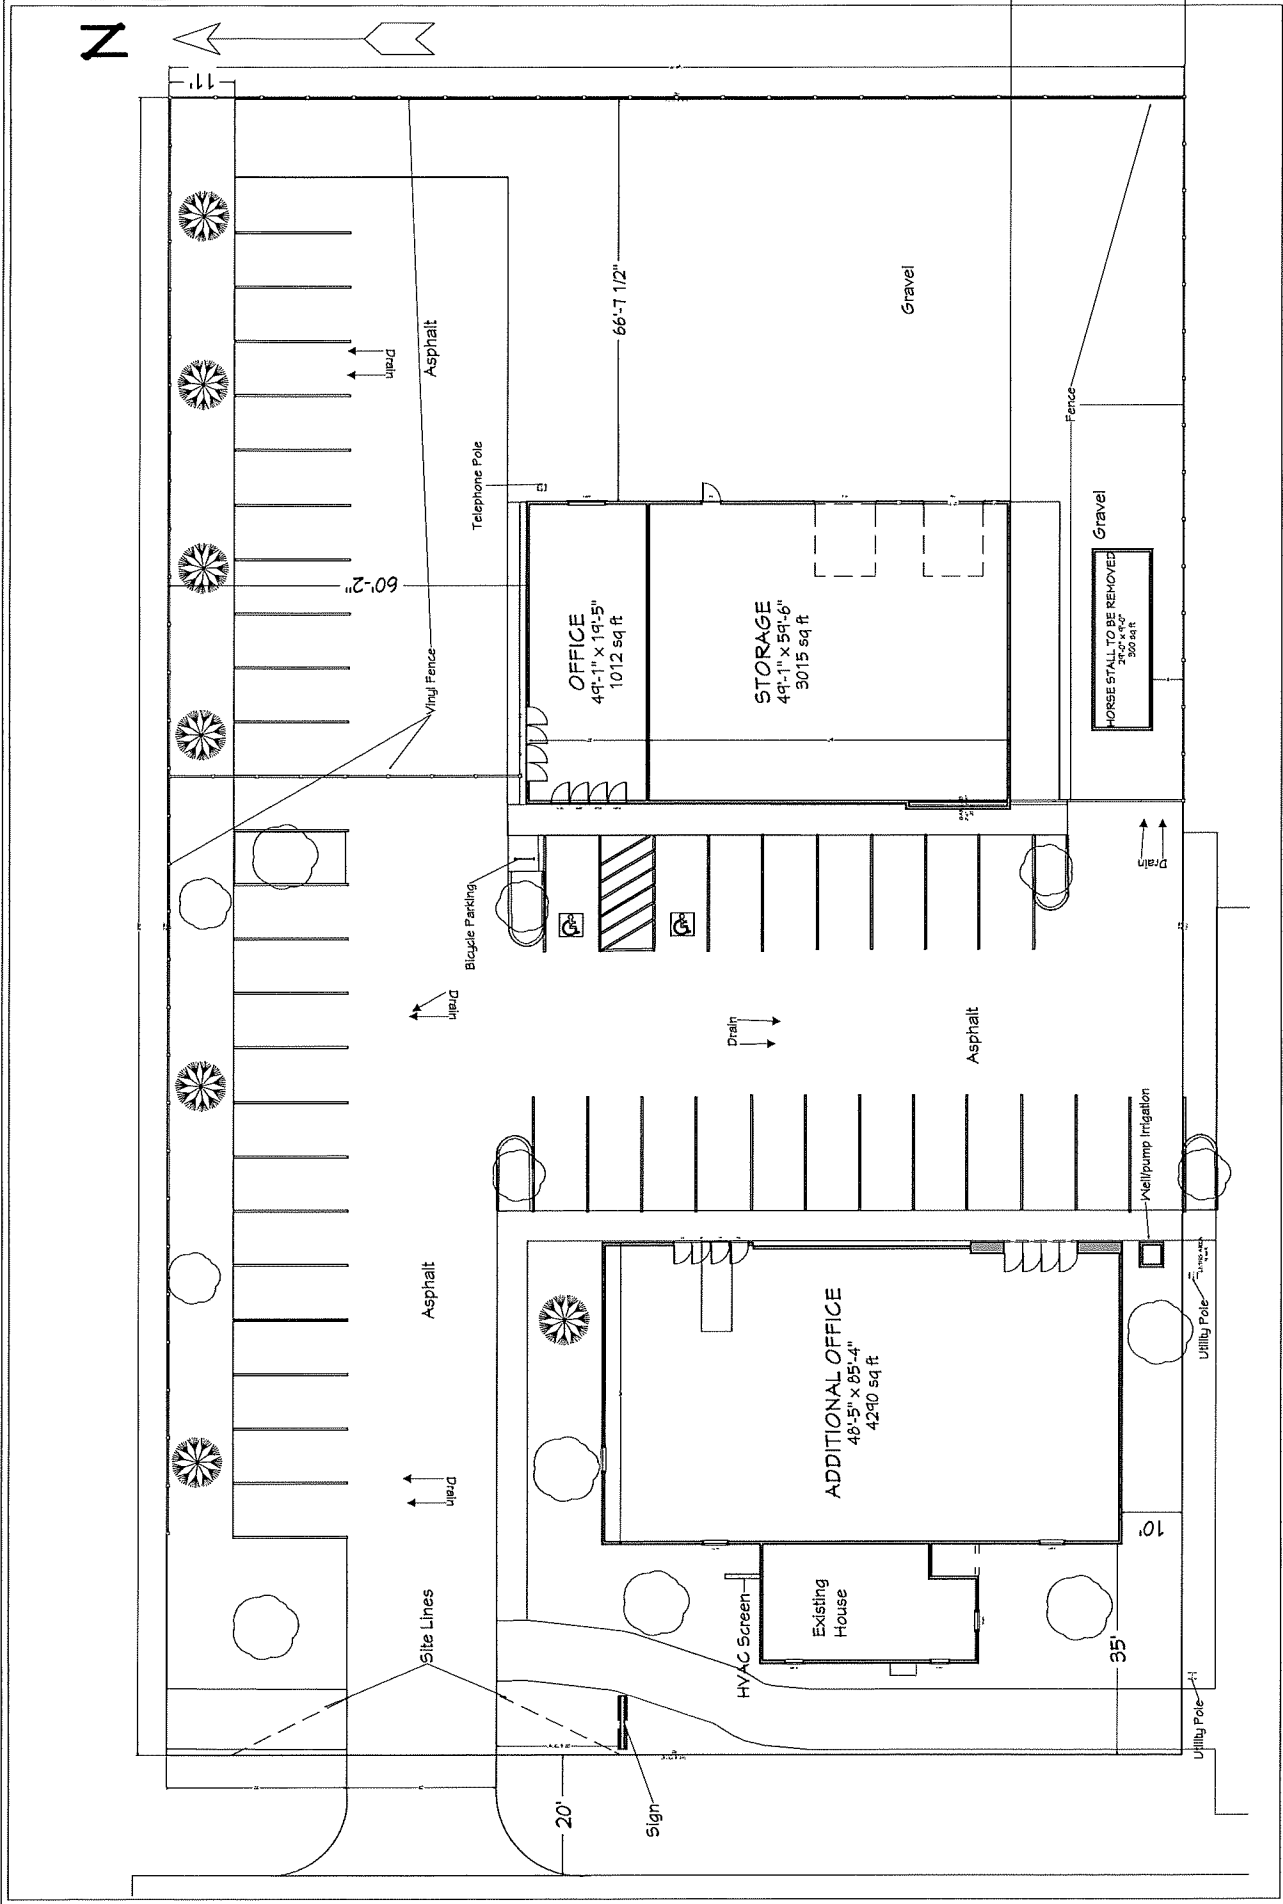 N
11'
66'-7 1/2"
Gravel
Asphalt
Drain
Fence
Telephone Pole
Gravel
60'-2"
HORSE STALL TO BE REMOVED
300 sq ft
OFFICE
49'-1" x 19'-5"
1012 sq ft
STORAGE
49'-1" x 59'-6"
3015 sq ft
Vinyl Fence
Drain
Bicycle Parking
Drain
Drain
Asphalt
Well/pump Irrigation
Asphalt
Utility Pole
ADDITIONAL OFFICE
48'-5" x 85'-4"
4290 sq ft
Drain
10'
Site Lines
HVAC Screen
Existing
House
35'
Utility Pole
20'
Sign